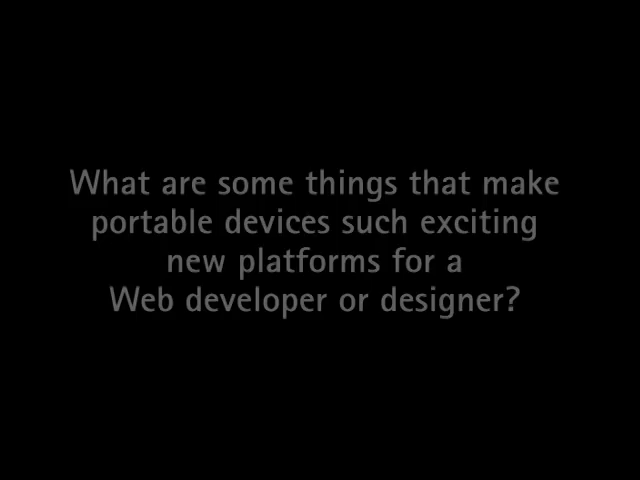 What are some things that make
portable devices such exciting
new platforms for a
Web developer or designer?